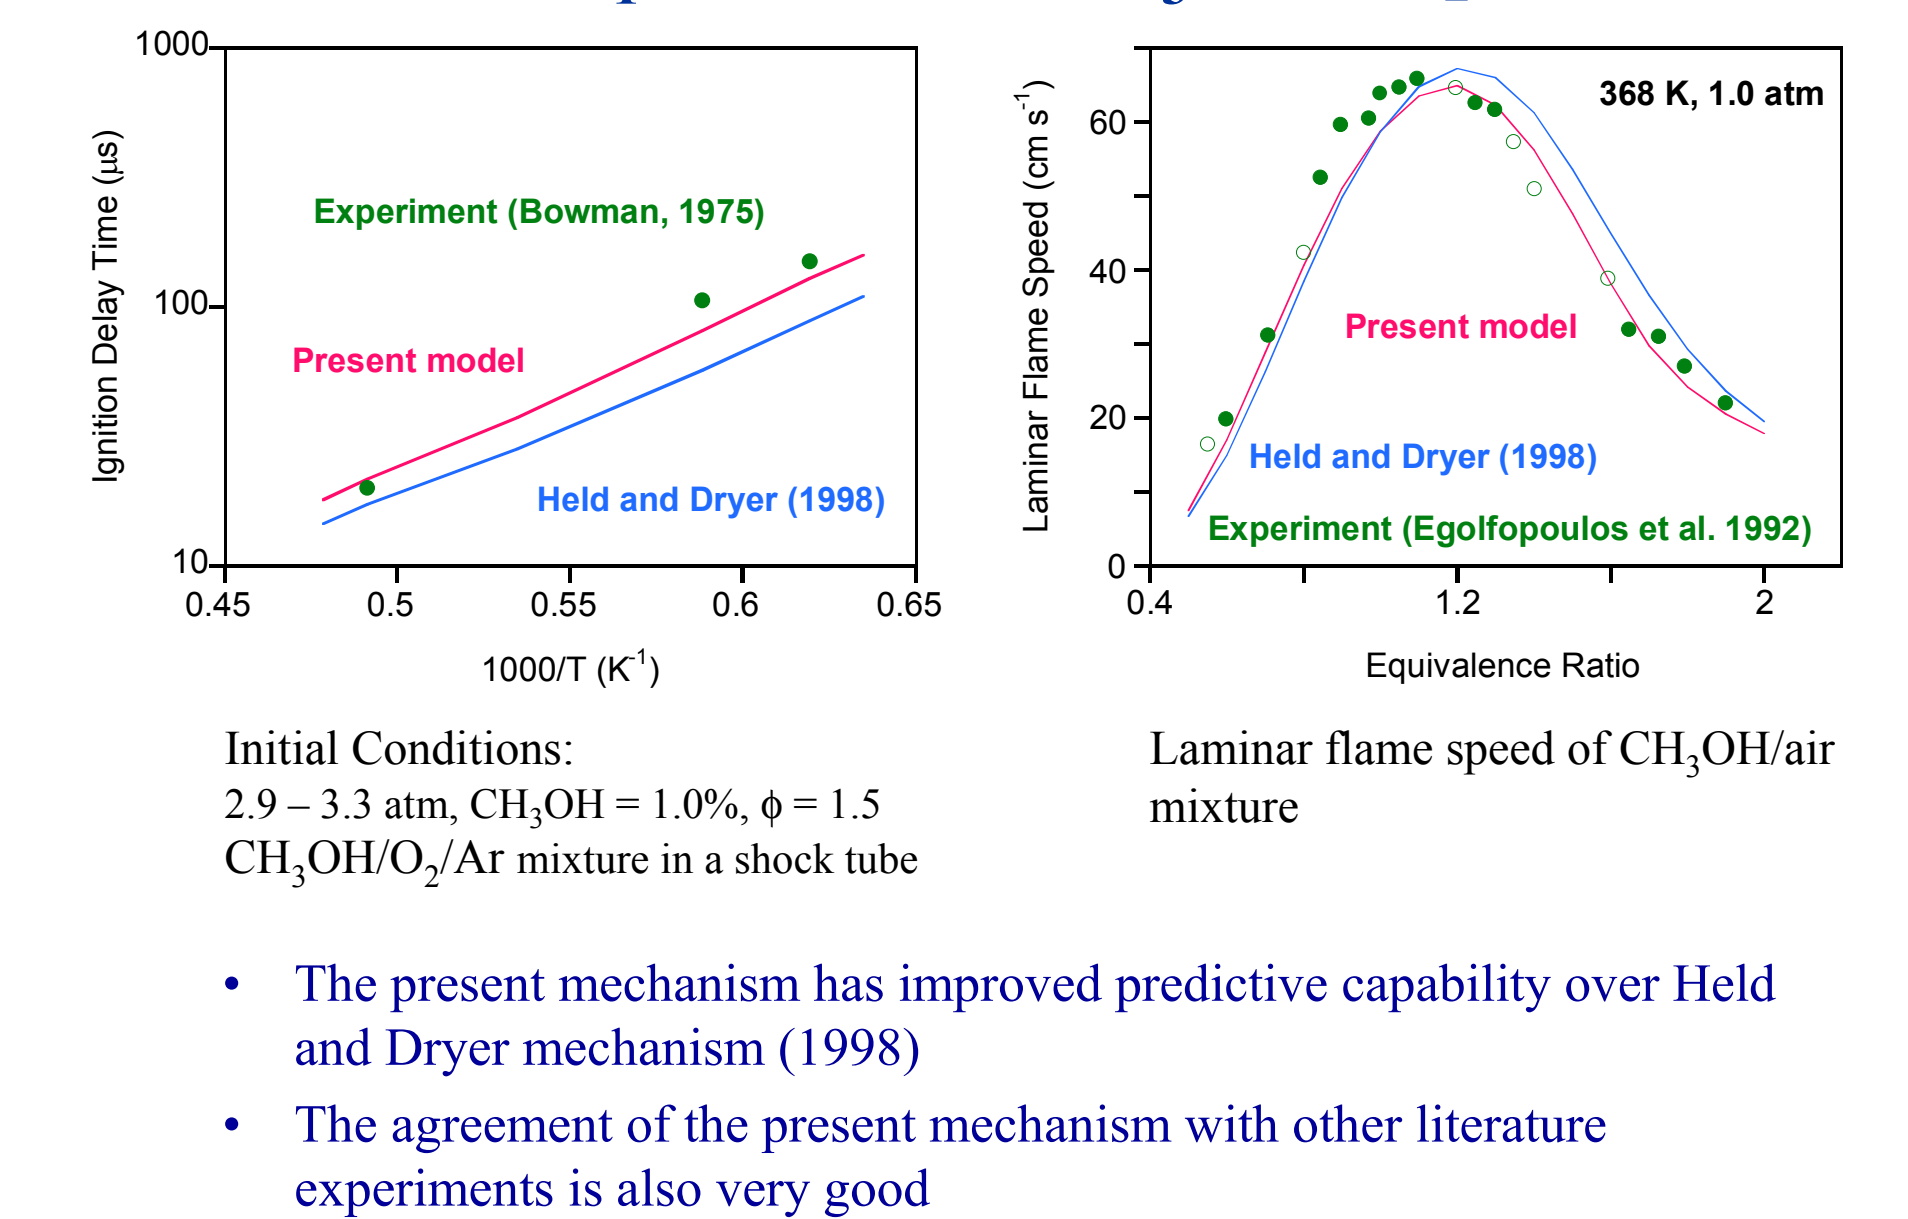 1000
100
10
Ignition Delay Time (μs)
Experiment (Bowman, 1975)
Present model
Held and Dryer (1998)
0.45 0.5 0.55 0.6 0.65
1000/T (K⁻¹)
Laminar Flame Speed (cm s⁻¹)
60
40
20
0
368 K, 1.0 atm
Present model
Held and Dryer (1998)
Experiment (Egolfopoulos et al. 1992)
0.4 1.2 2
Equivalence Ratio
Initial Conditions:
2.9 – 3.3 atm, CH₃OH = 1.0%, ϕ = 1.5
CH₃OH/O₂/Ar mixture in a shock tube
Laminar flame speed of CH₃OH/air
mixture
• The present mechanism has improved predictive capability over Held
and Dryer mechanism (1998)
• The agreement of the present mechanism with other literature
experiments is also very good